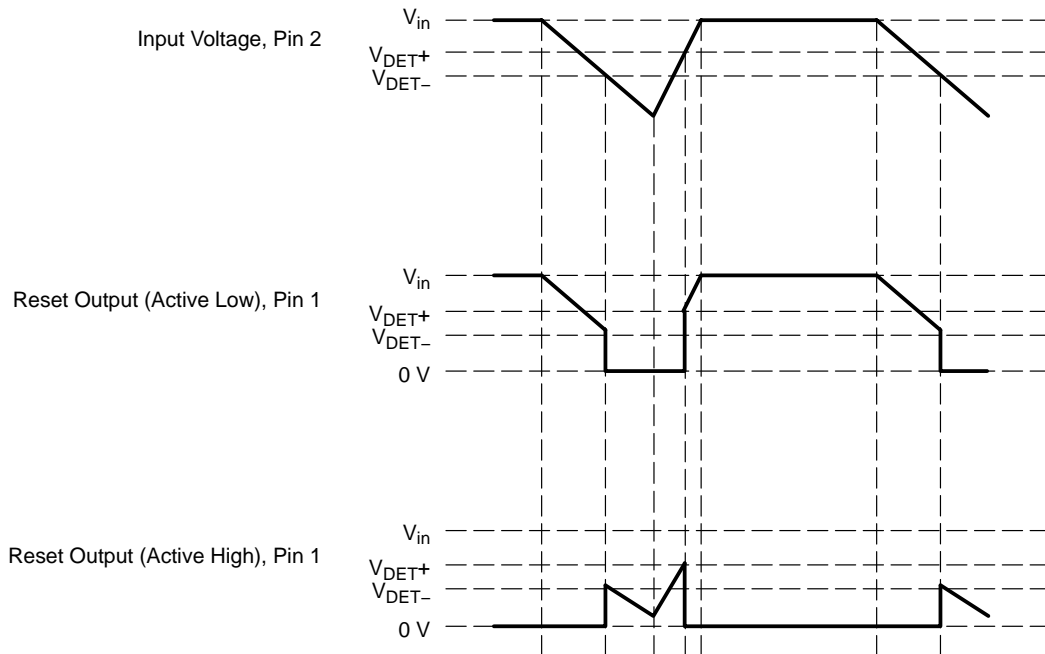 Input Voltage, Pin 2
Vin
VDET+
VDET−
Reset Output (Active Low), Pin 1
Vin
VDET+
VDET−
0 V
Reset Output (Active High), Pin 1
Vin
VDET+
VDET−
0 V